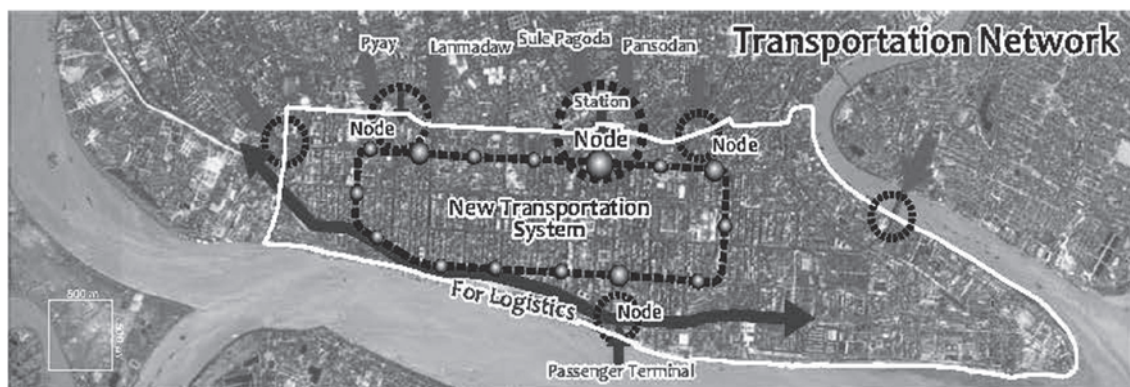 Transportation Network
Pyay
Lanmadaw
Sule Pagoda
Pansodan
Station
Node
Node
Node
New Transportation
System
For Logistics
Node
Passenger Terminal
500 m
500 m